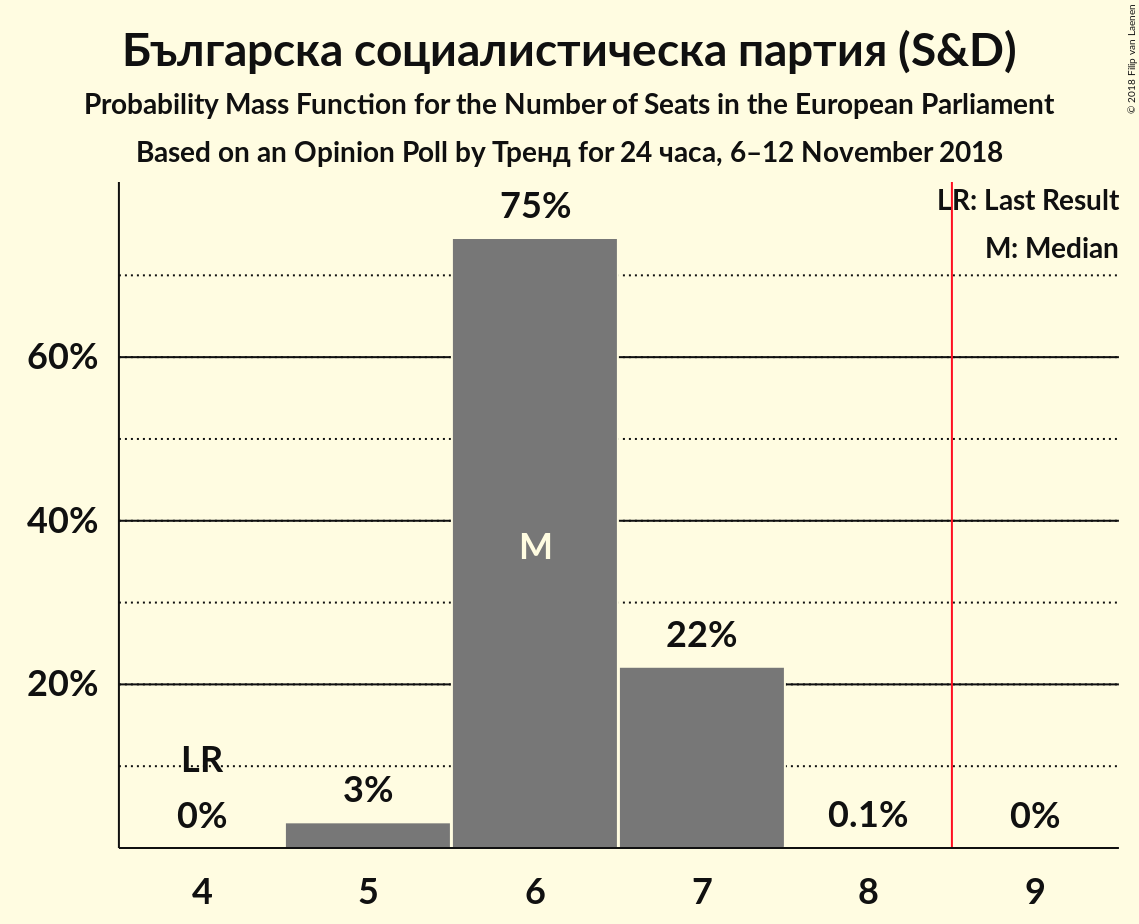 Българска социалистическа партия (S&D)
Probability Mass Function for the Number of Seats in the European Parliament
Based on an Opinion Poll by Тренд for 24 часа, 6–12 November 2018
© 2018 Filip van Laenen
LR: Last Result
M: Median
75%
60%
40%
M
22%
20%
LR
0%
3%
0.1%
0%
4 5 6 7 8 9